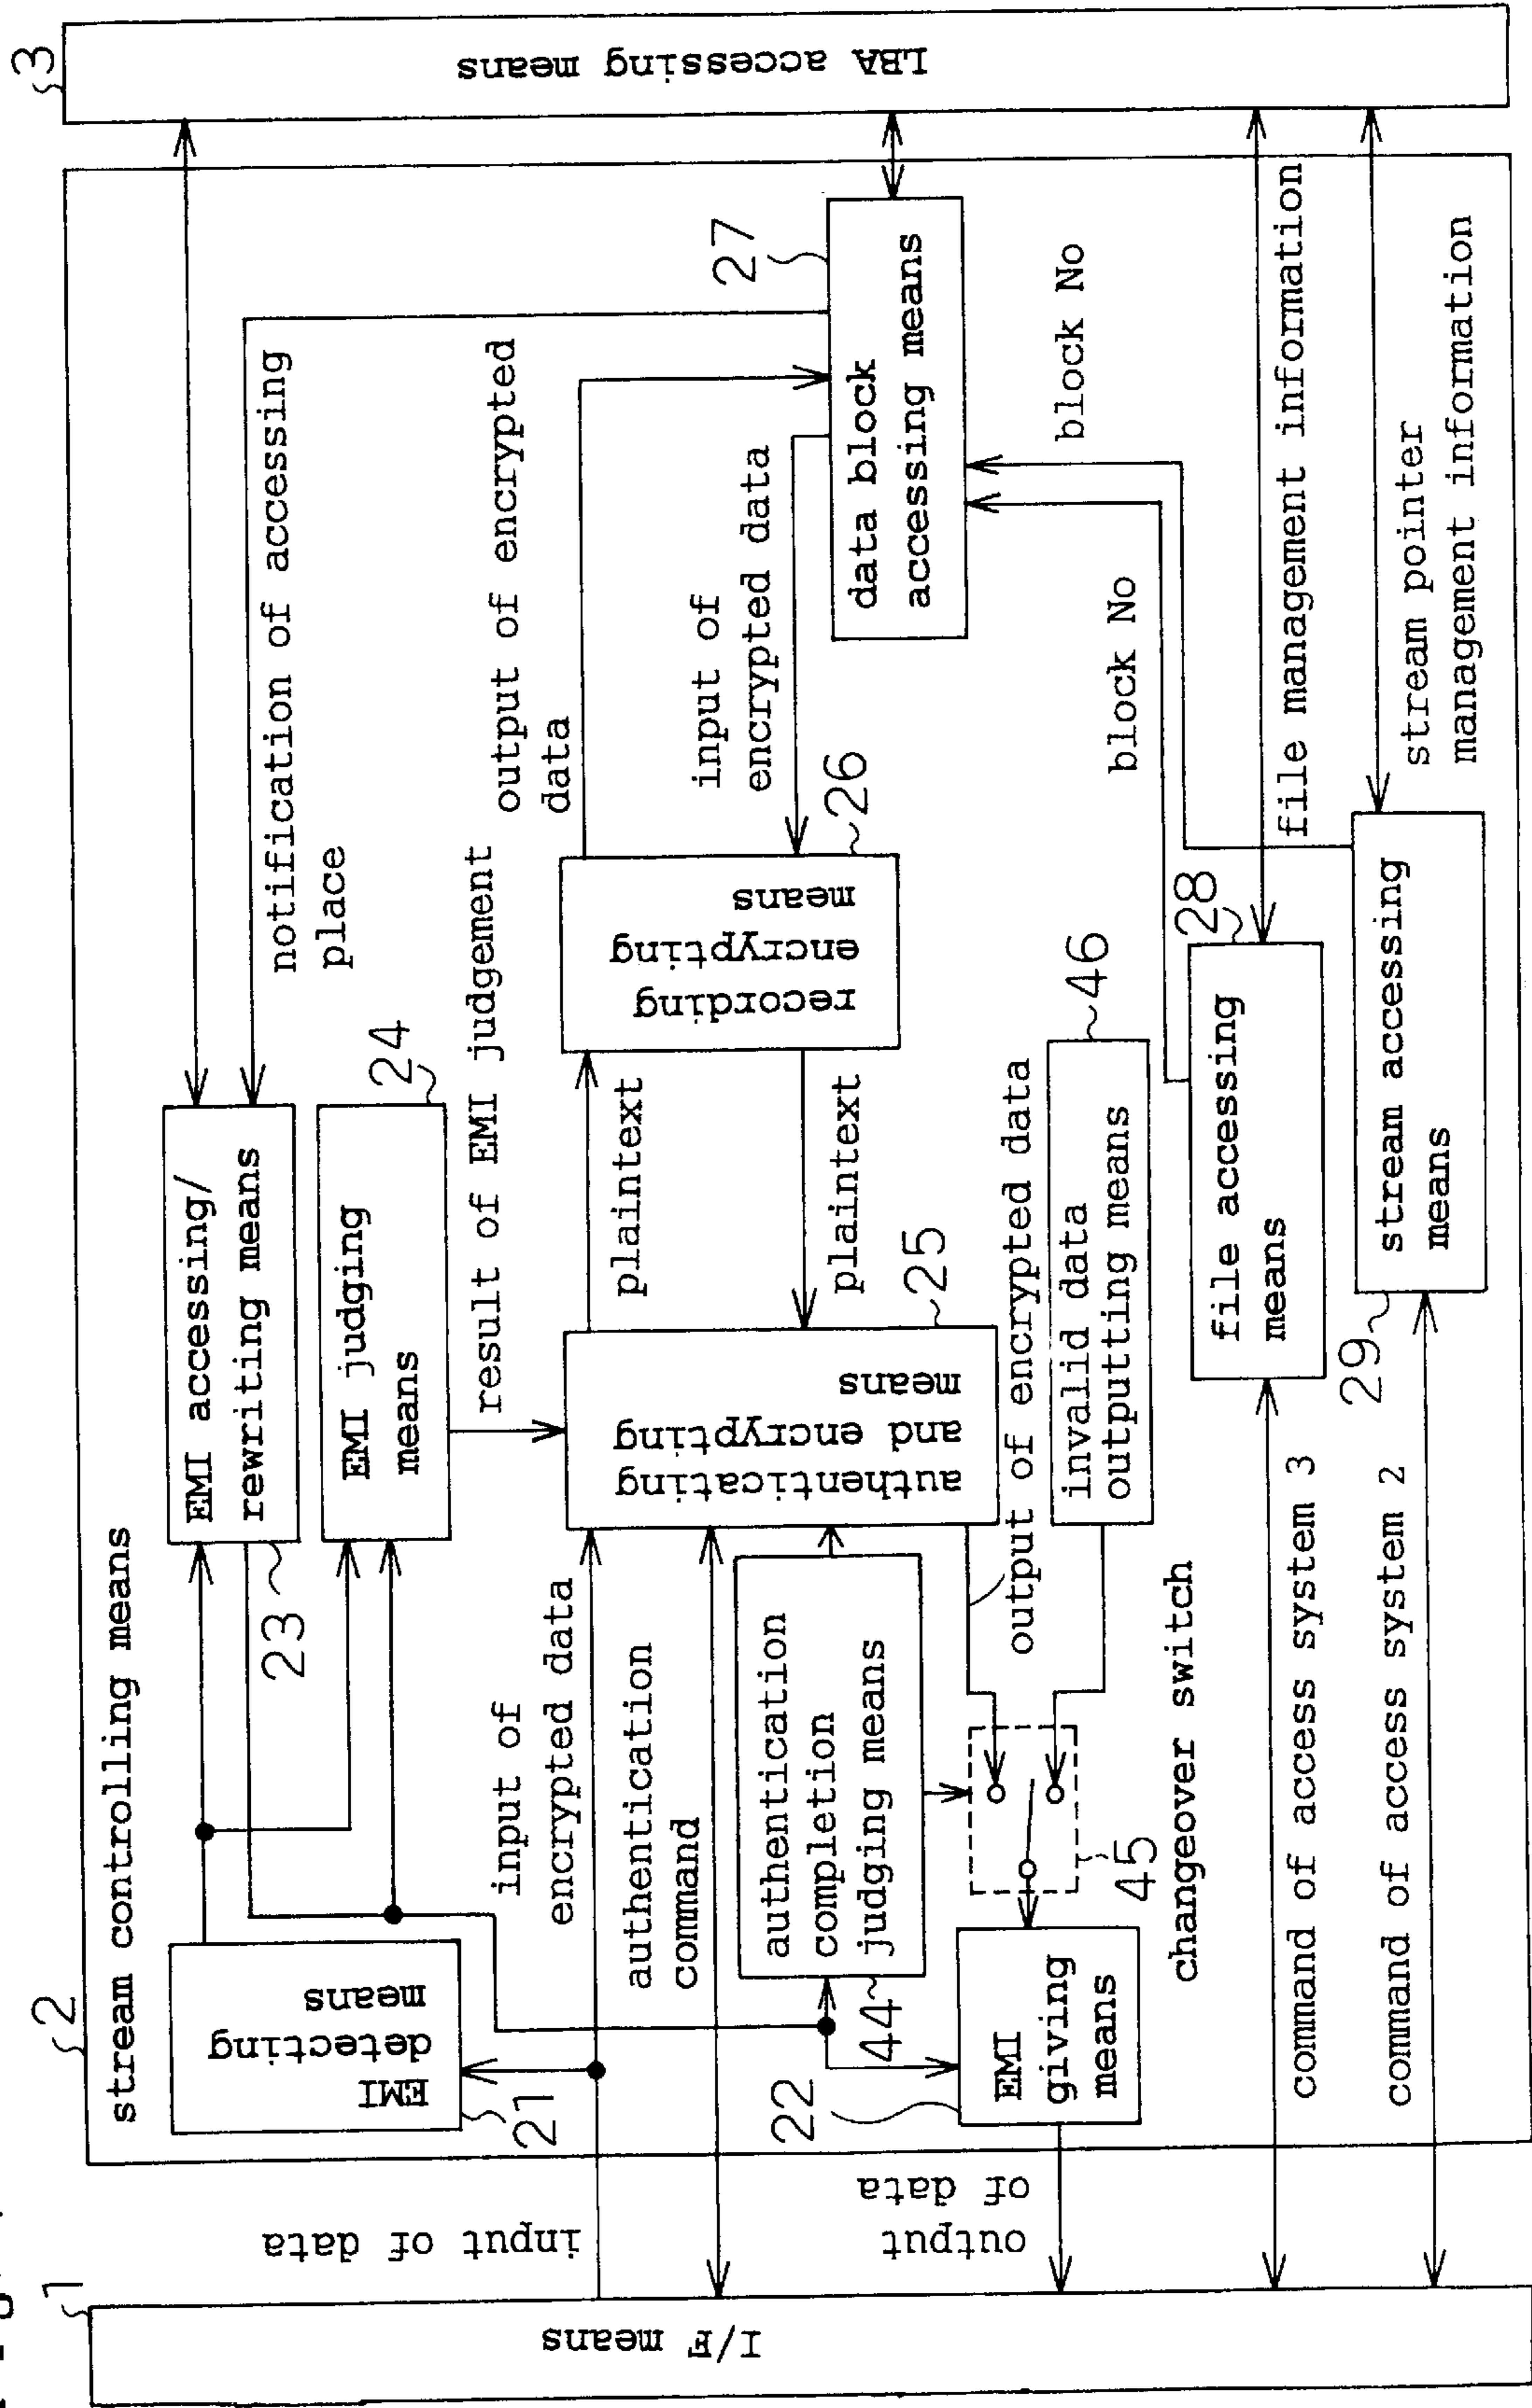 1
I/F means
input of data
output
of data
2
stream controlling means
EMI
detecting
means
21
22
EMI
giving
means
23
EMI accessing/
rewriting means
24
EMI judging
means
input of
encrypted data
authentication
command
authentication
completion
judging means
44
45
changeover switch
result of EMI judgement
authenticating
and encrypting
means
25
output of encrypted data
invalid data
outputting means
46
plaintext
plaintext
recording
encrypting
means
26
notification of accessing
place
output of encrypted
data
input of
encrypted data
data block
accessing means
27
block No
block No
file accessing
means
28
file management information
command of access system 3
stream accessing
means
29
stream pointer
management information
command of access system 2
LBA accessing means
3